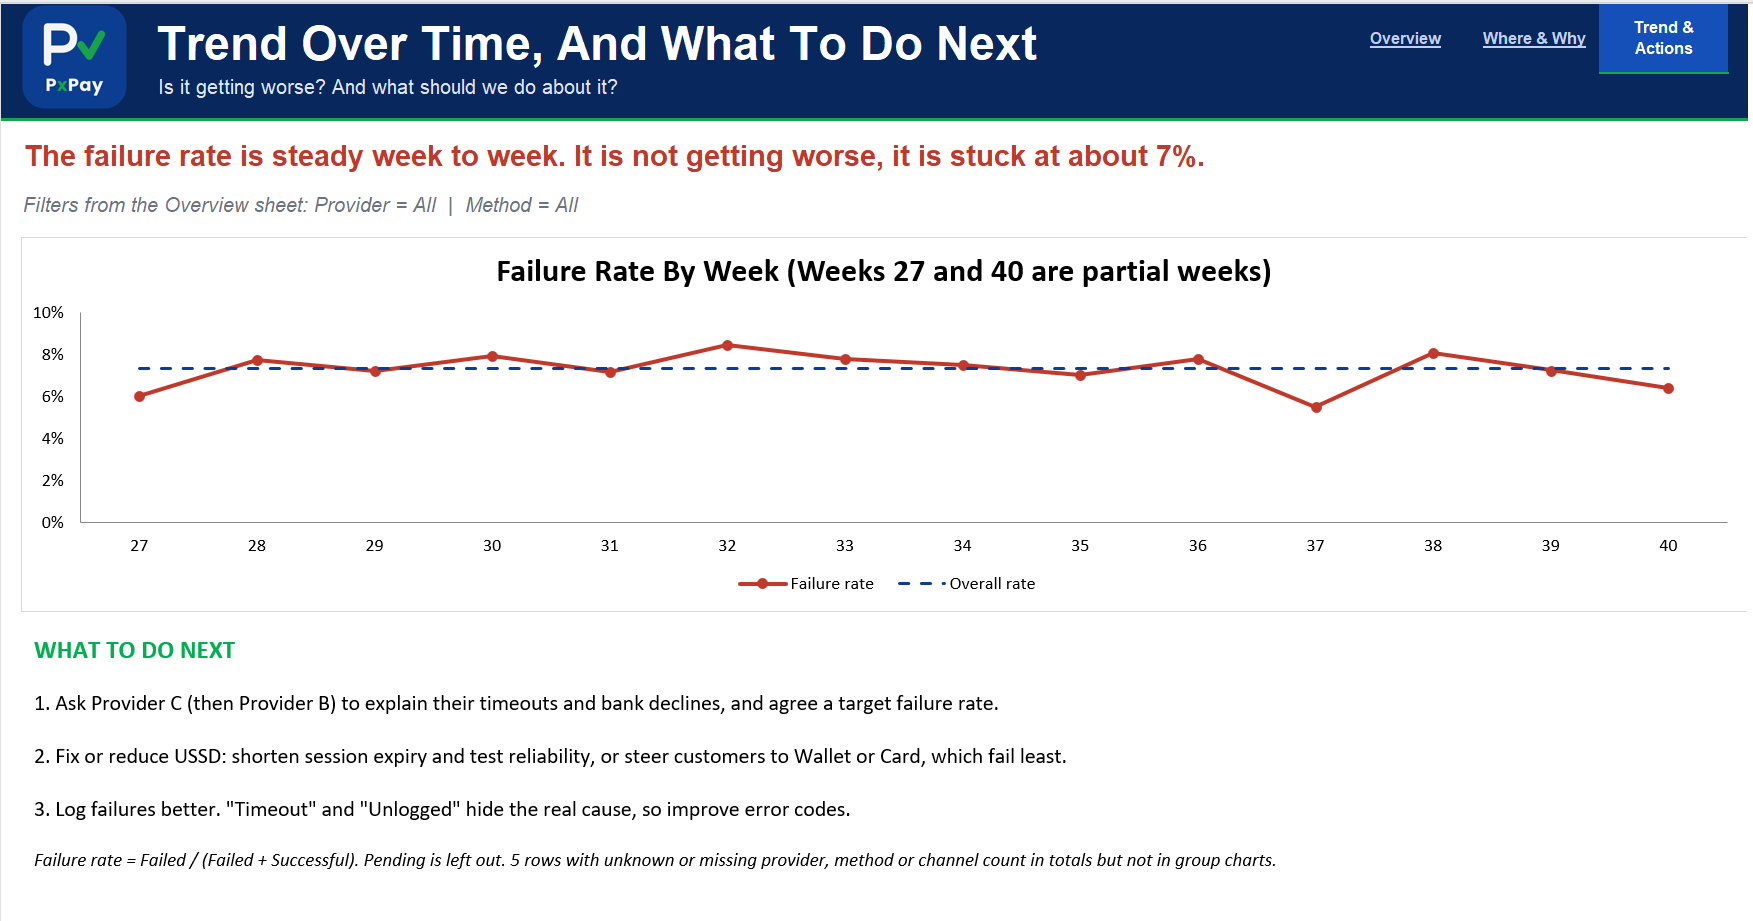 PxPay
Trend Over Time, And What To Do Next
Is it getting worse? And what should we do about it?
Overview
Where & Why
Trend &
Actions
The failure rate is steady week to week. It is not getting worse, it is stuck at about 7%.
Filters from the Overview sheet: Provider = All | Method = All
Failure Rate By Week (Weeks 27 and 40 are partial weeks)
10%
8%
6%
4%
2%
0%
27 28 29 30 31 32 33 34 35 36 37 38 39 40
Failure rate Overall rate
WHAT TO DO NEXT
1. Ask Provider C (then Provider B) to explain their timeouts and bank declines, and agree a target failure rate.
2. Fix or reduce USSD: shorten session expiry and test reliability, or steer customers to Wallet or Card, which fail least.
3. Log failures better. "Timeout" and "Unlogged" hide the real cause, so improve error codes.
Failure rate = Failed / (Failed + Successful). Pending is left out. 5 rows with unknown or missing provider, method or channel count in totals but not in group charts.